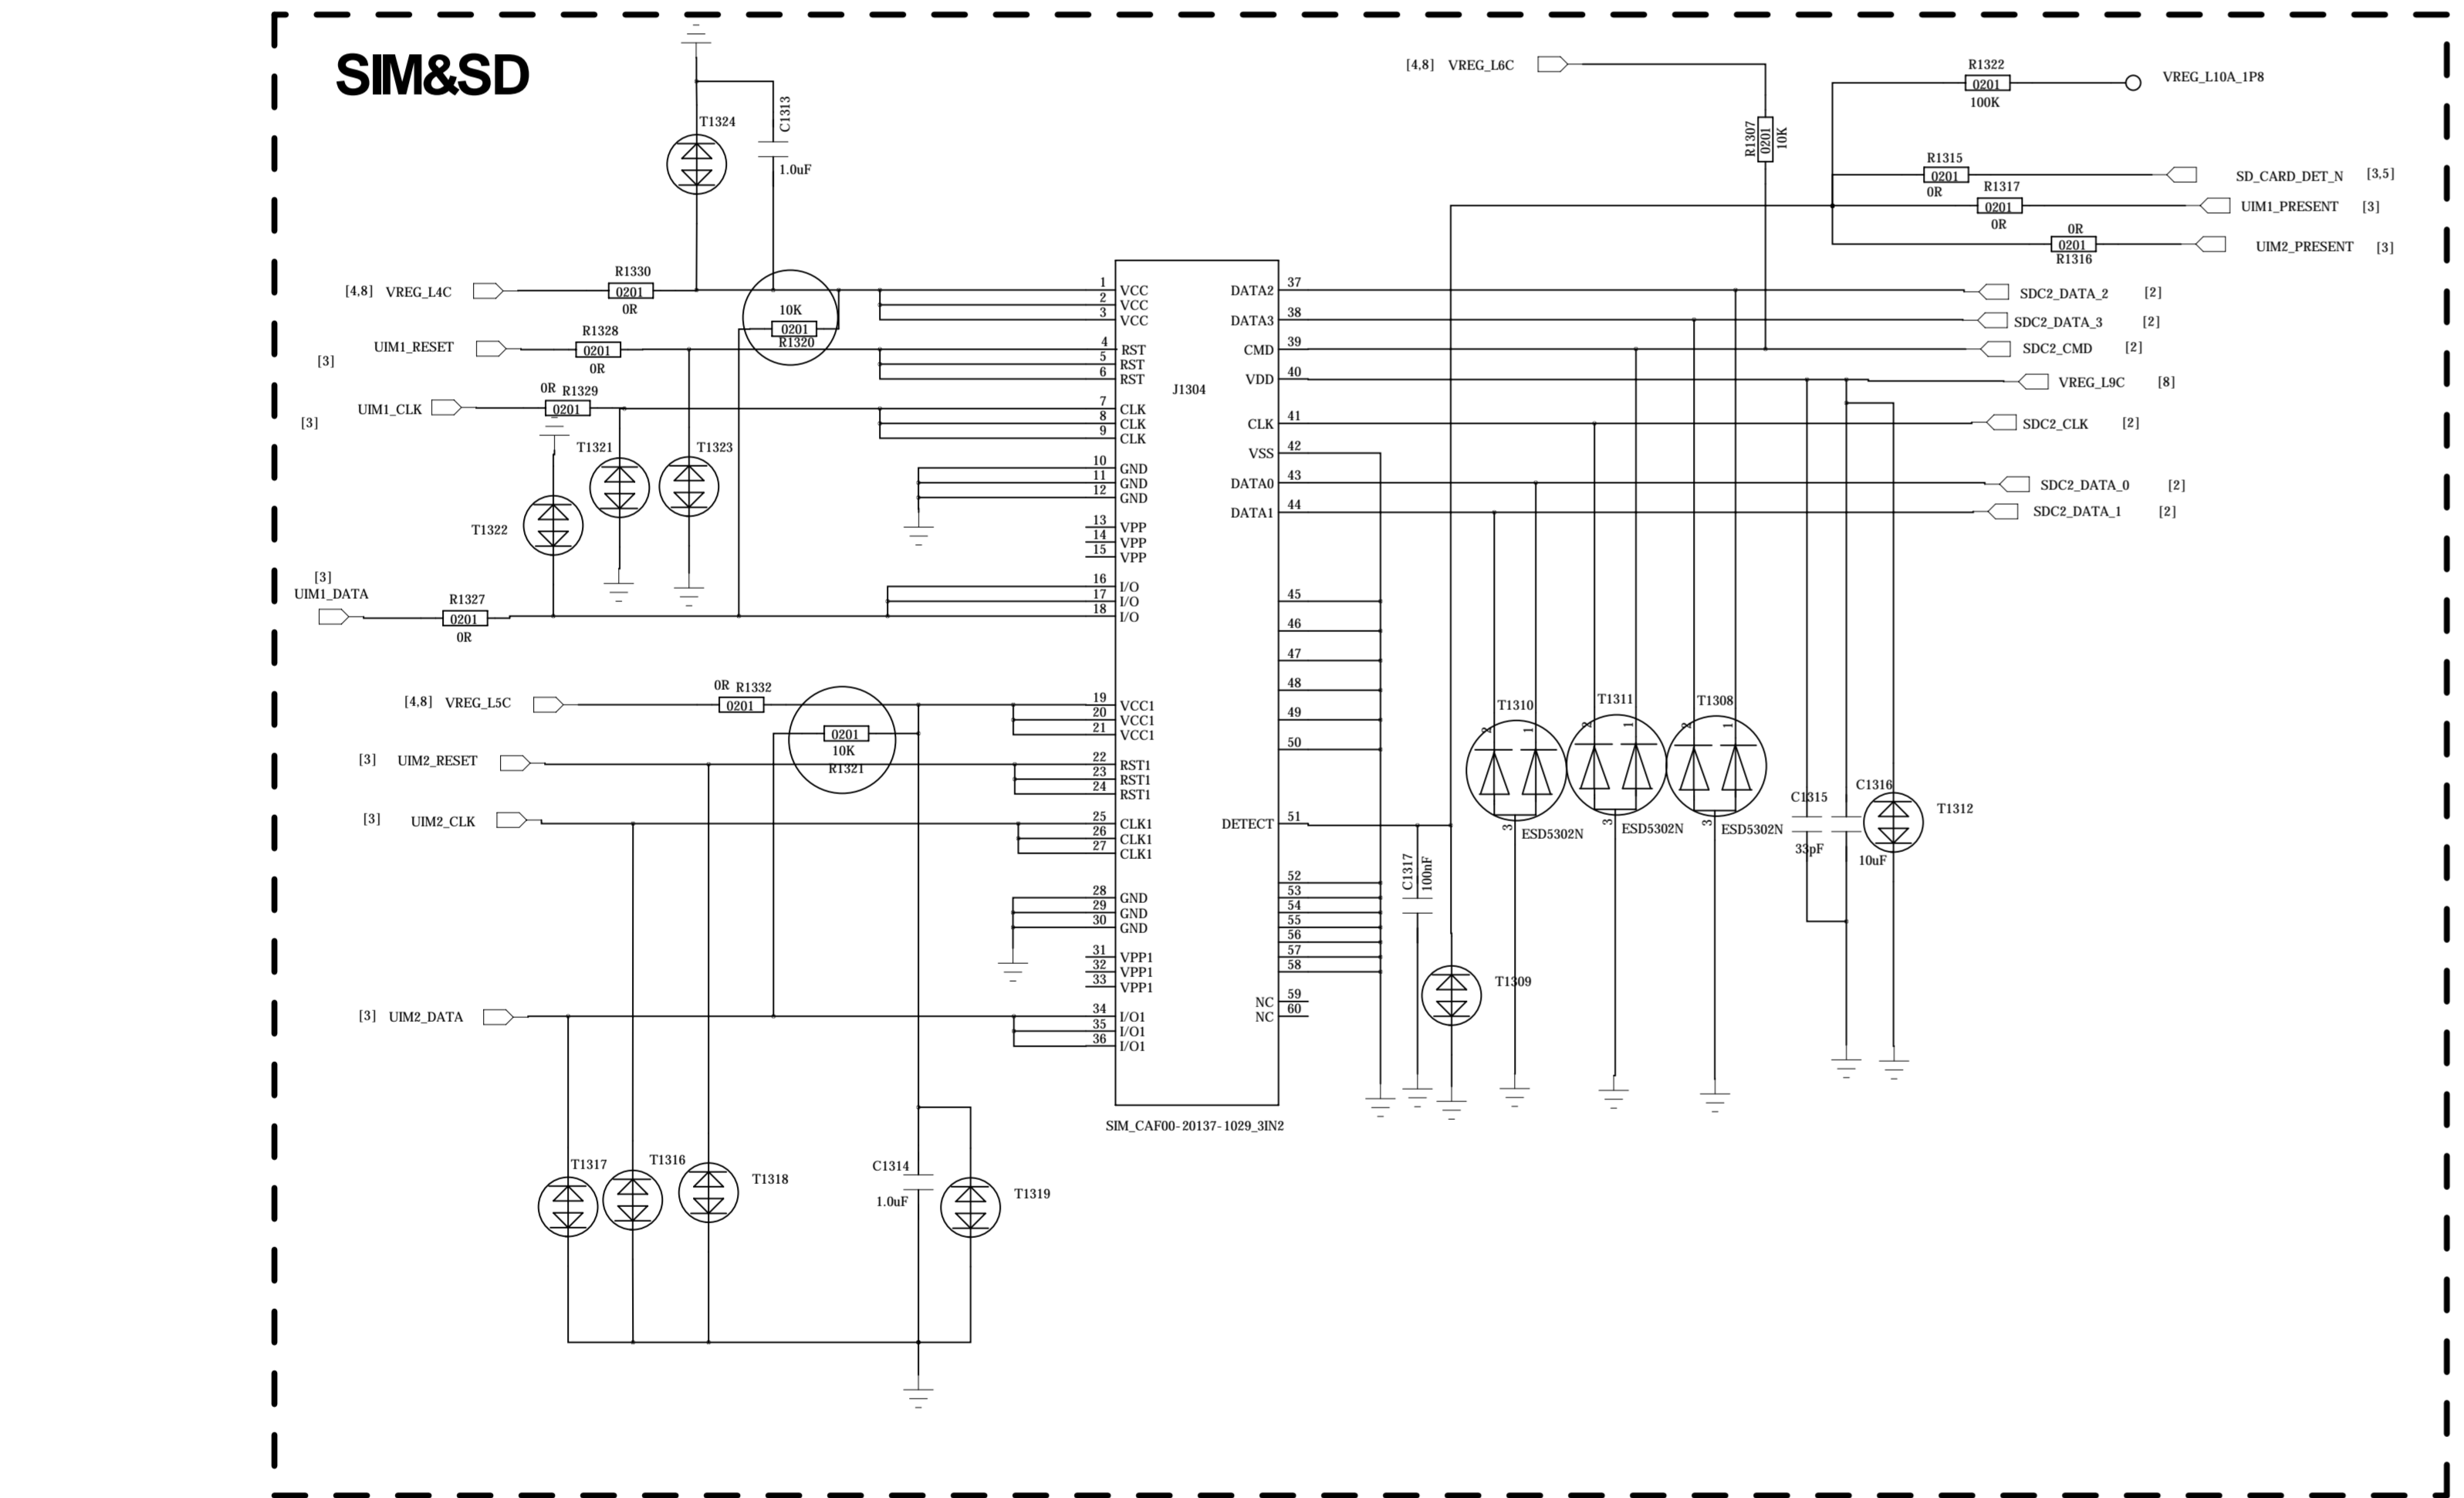 SIM&SD
[4,8] VREG_L6C
R1322
0201
100K
VREG_L10A_1P8
R1307
0201
10K
R1315
0201
0R
SD_CARD_DET_N [3,5]
R1317
0201
0R
UIM1_PRESENT [3]
0R
0201
R1316
UIM2_PRESENT [3]
T1324
C1313
1.0uF
[4,8] VREG_L4C
R1330
0201
0R
10K
0201
R1320
UIM1_RESET
[3]
R1328
0201
0R
UIM1_CLK
[3]
0R R1329
0201
T1321
T1323
T1322
[3]
UIM1_DATA
R1327
0201
0R
J1304
1 VCC
2 VCC
3 VCC
4 RST
5 RST
6 RST
7 CLK
8 CLK
9 CLK
10 GND
11 GND
12 GND
13 VPP
14 VPP
15 VPP
16 I/O
17 I/O
18 I/O
19 VCC1
20 VCC1
21 VCC1
22 RST1
23 RST1
24 RST1
25 CLK1
26 CLK1
27 CLK1
28 GND
29 GND
30 GND
31 VPP1
32 VPP1
33 VPP1
34 I/O1
35 I/O1
36 I/O1
DATA2 37
DATA3 38
CMD 39
VDD 40
CLK 41
VSS 42
DATA0 43
DATA1 44
45
46
47
48
49
50
DETECT 51
52
53
54
55
56
57
58
NC 59
NC 60
SIM_CAF00-20137-1029_3IN2
SDC2_DATA_2 [2]
SDC2_DATA_3 [2]
SDC2_CMD [2]
VREG_L9C [8]
SDC2_CLK [2]
SDC2_DATA_0 [2]
SDC2_DATA_1 [2]
[4,8] VREG_L5C
0R R1332
0201
0201
10K
R1321
[3] UIM2_RESET
[3] UIM2_CLK
[3] UIM2_DATA
T1310
2 1
3
ESD5302N
T1311
2 1
3
ESD5302N
T1308
2 1
3
ESD5302N
C1315
33pF
C1316
10uF
T1312
C1317
100nF
T1309
T1317
T1316
T1318
C1314
1.0uF
T1319